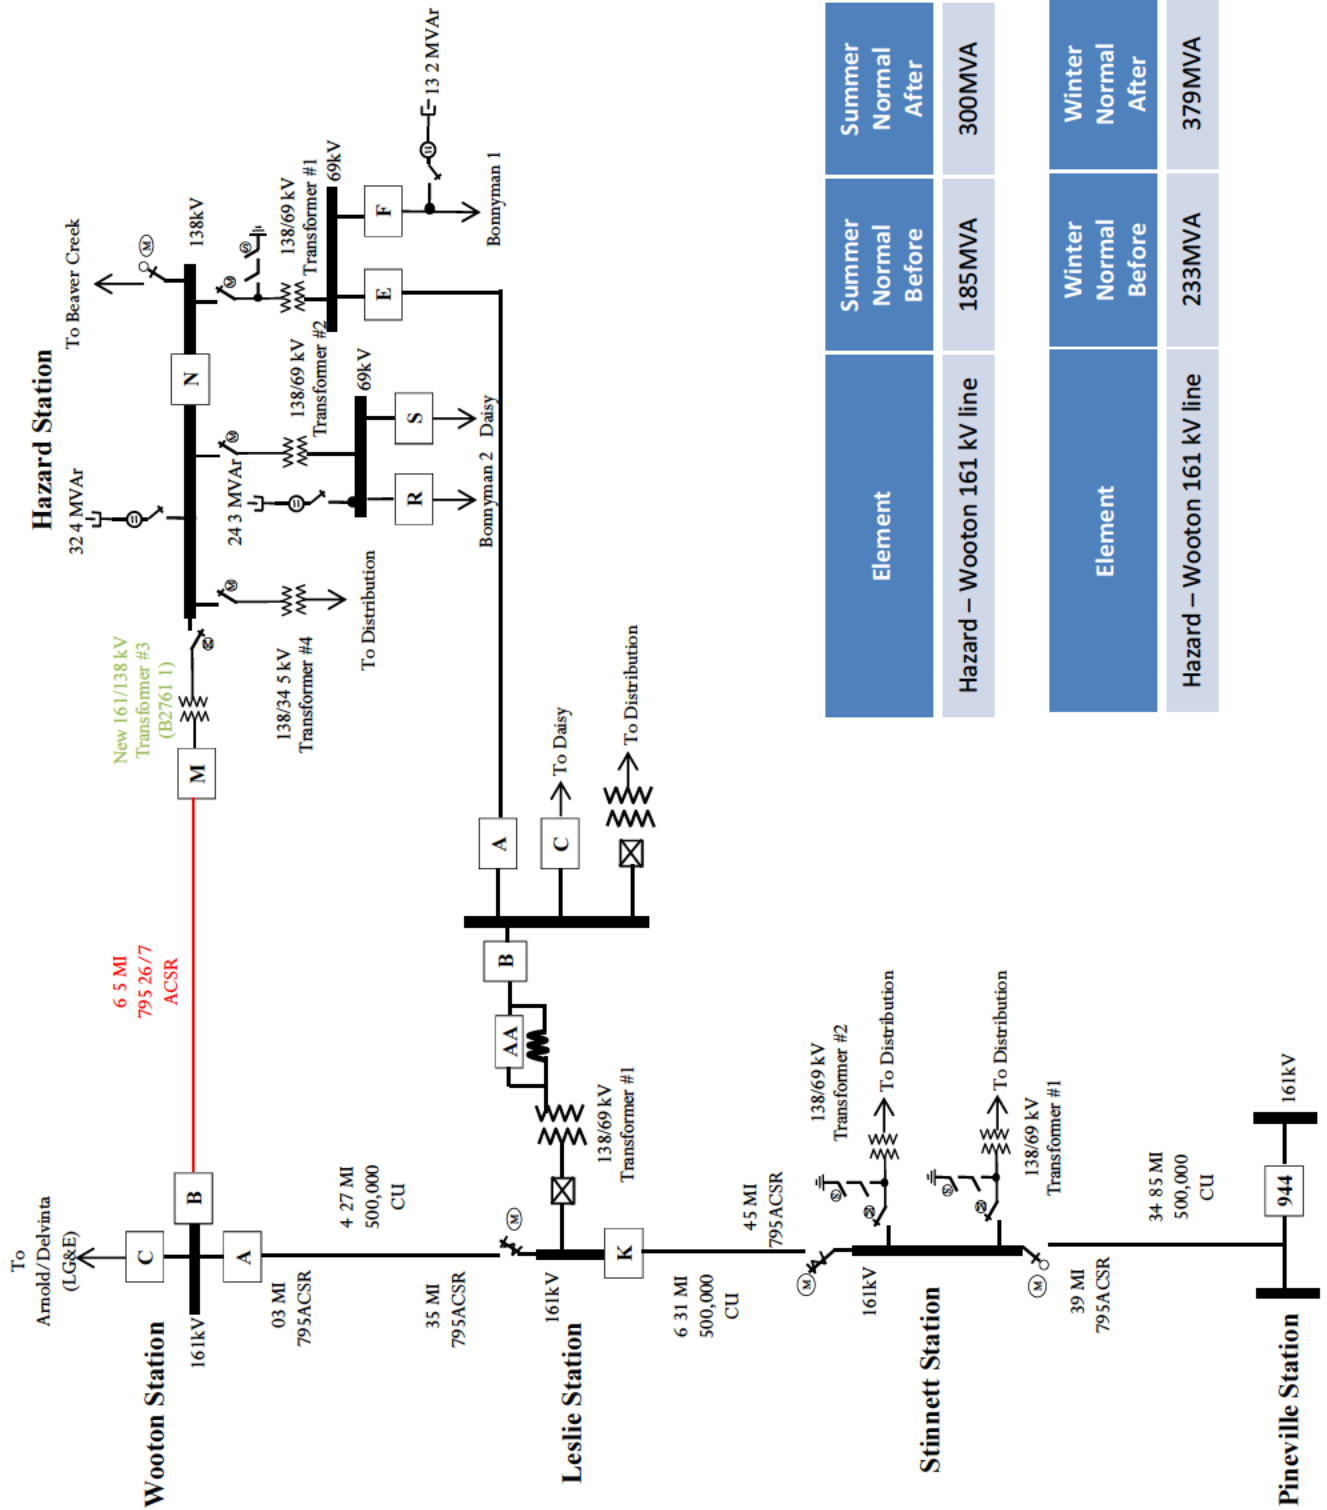 Hazard Station
32 4 MVAr
To Beaver Creek
M
138kV
N
M
S
138/69 kV
Transformer #1
69kV
13 2 MVAr
F
E
Bonnyman 1
M
138/69 kV
Transformer #2
24 3 MVAr
69kV
R
S
Bonnyman 2
Daisy
M
138/34 5 kV
Transformer #4
To Distribution
New 161/138 kV
Transformer #3
(B2761 1)
M
6 5 MI
795 26/7
ACSR
To
Arnold/Delvinta
(LG&E)
C
B
A
161kV
Wooton Station
03 MI
795ACSR
4 27 MI
500,000
CU
35 MI
795ACSR
M
161kV
K
Leslie Station
138/69 kV
Transformer #1
AA
B
A
C
To Daisy
To Distribution
6 31 MI
500,000
CU
45 MI
795ACSR
M
161kV
Stinnett Station
S
138/69 kV
Transformer #2
To Distribution
S
138/69 kV
Transformer #1
To Distribution
M
39 MI
795ACSR
34 85 MI
500,000
CU
944
161kV
Pineville Station
Element
Summer
Normal
Before
Summer
Normal
After
Hazard – Wooton 161 kV line
185MVA
300MVA
Element
Winter
Normal
Before
Winter
Normal
After
Hazard – Wooton 161 kV line
233MVA
379MVA